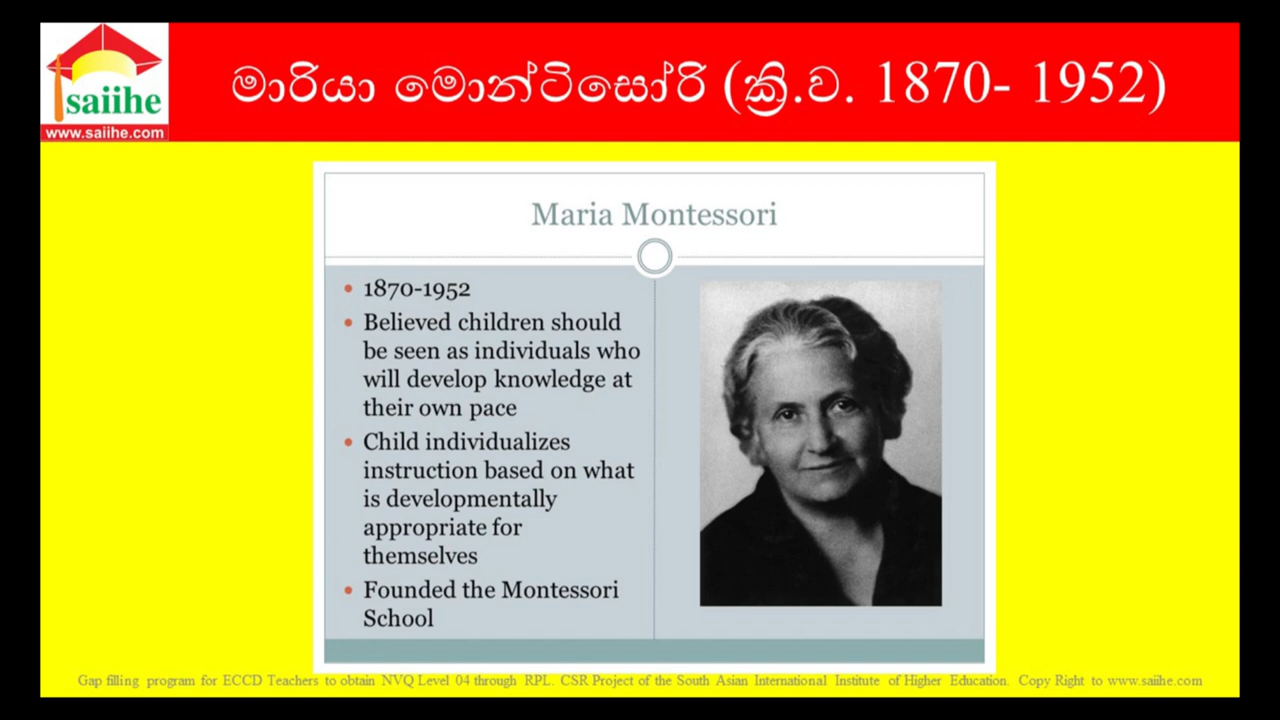 saiihe
www.saiihe.com
මාරියා මොන්ටිසෝරි (ක්‍රි.ව. 1870- 1952)
Maria Montessori
• 1870-1952
• Believed children should
be seen as individuals who
will develop knowledge at
their own pace
• Child individualizes
instruction based on what
is developmentally
appropriate for
themselves
• Founded the Montessori
School
Gap filling program for ECCD Teachers to obtain NVQ Level 04 through RPL. CSR Project of the South Asian International Institute of Higher Education. Copy Right to www.saiihe.com